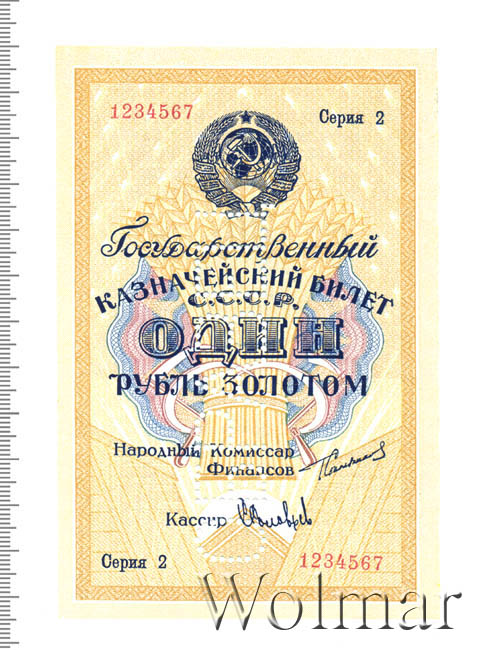 1234567 Серия 2
Государственный
КАЗНАЧЕЙСКИЙ БИЛЕТ
С.С.С.Р.
ОДИН
РУБЛЬ ЗОЛОТОМ
Народный Комиссар
Финансов
Кассир
Серия 2 1234567
Wolmar